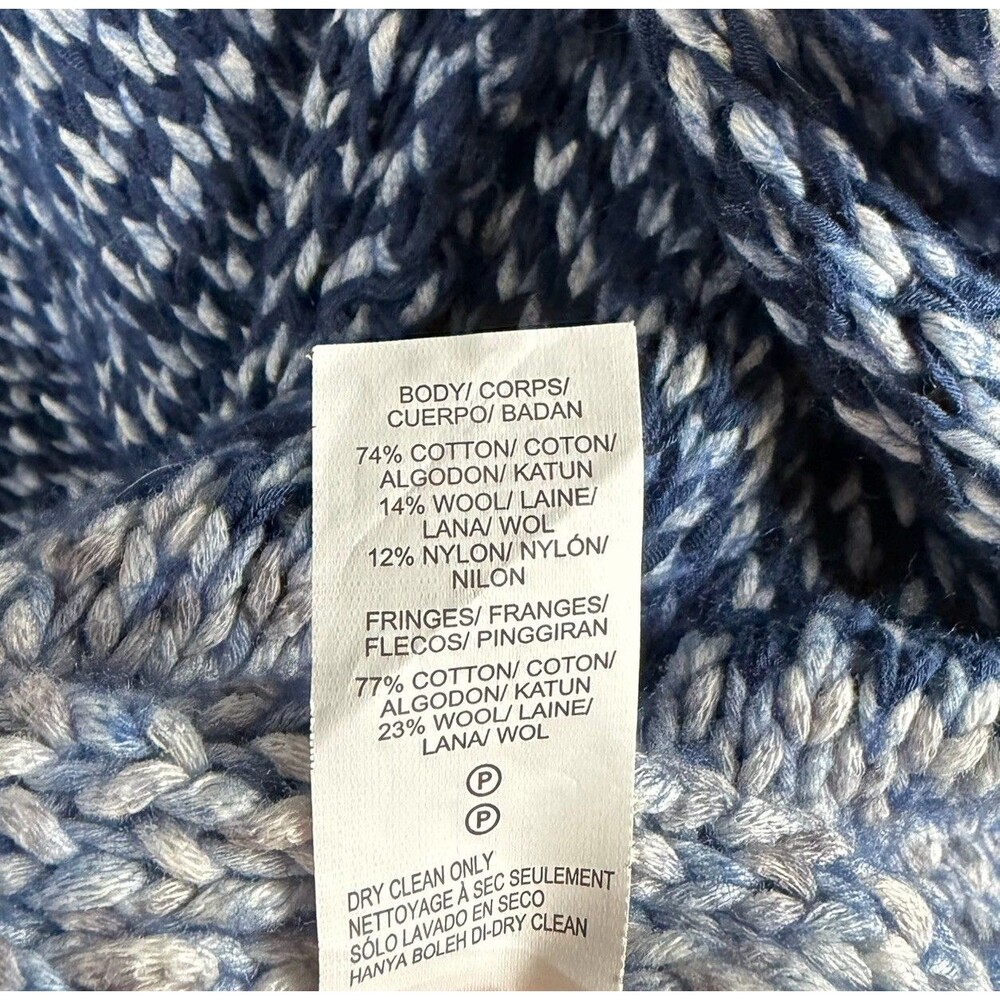 BODY/ CORPS/
CUERPO/ BADAN
74% COTTON/ COTON/
ALGODON/ KATUN
14% WOOL/ LAINE/
LANA/ WOL
12% NYLON/ NYLÓN/
NILON
FRINGES/ FRANGES/
FLECOS/ PINGGIRAN
77% COTTON/ COTON/
ALGODON/ KATUN
23% WOOL/ LAINE/
LANA/ WOL
P
P
DRY CLEAN ONLY
NETTOYAGE À SEC SEULEMENT
SÓLO LAVADO EN SECO
HANYA BOLEH DI-DRY CLEAN